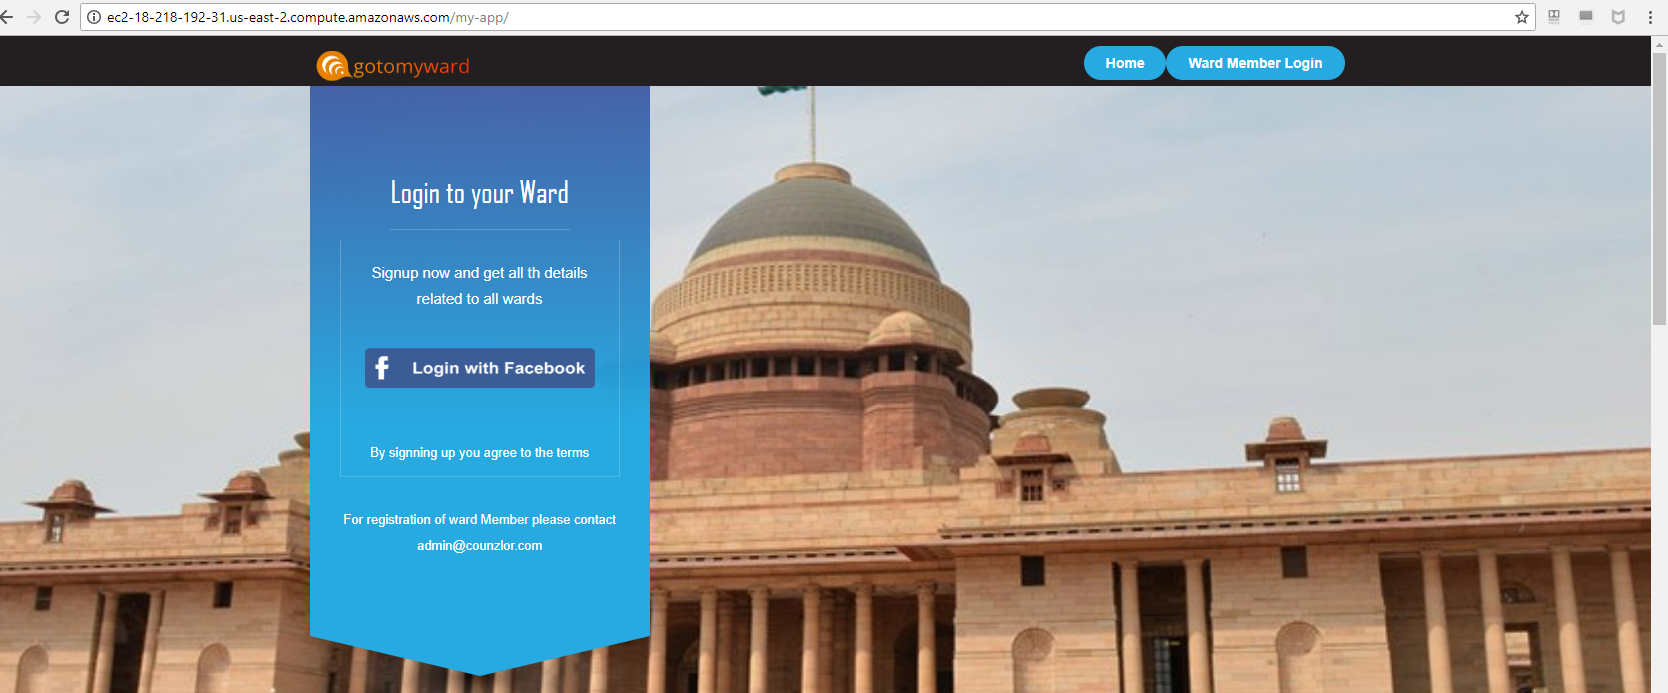 ec2-18-218-192-31.us-east-2.compute.amazonaws.com/my-app/
gotomyward
Home
Ward Member Login
Login to your Ward
Signup now and get all th details
related to all wards
f Login with Facebook
By signning up you agree to the terms
For registration of ward Member please contact
admin@counzlor.com